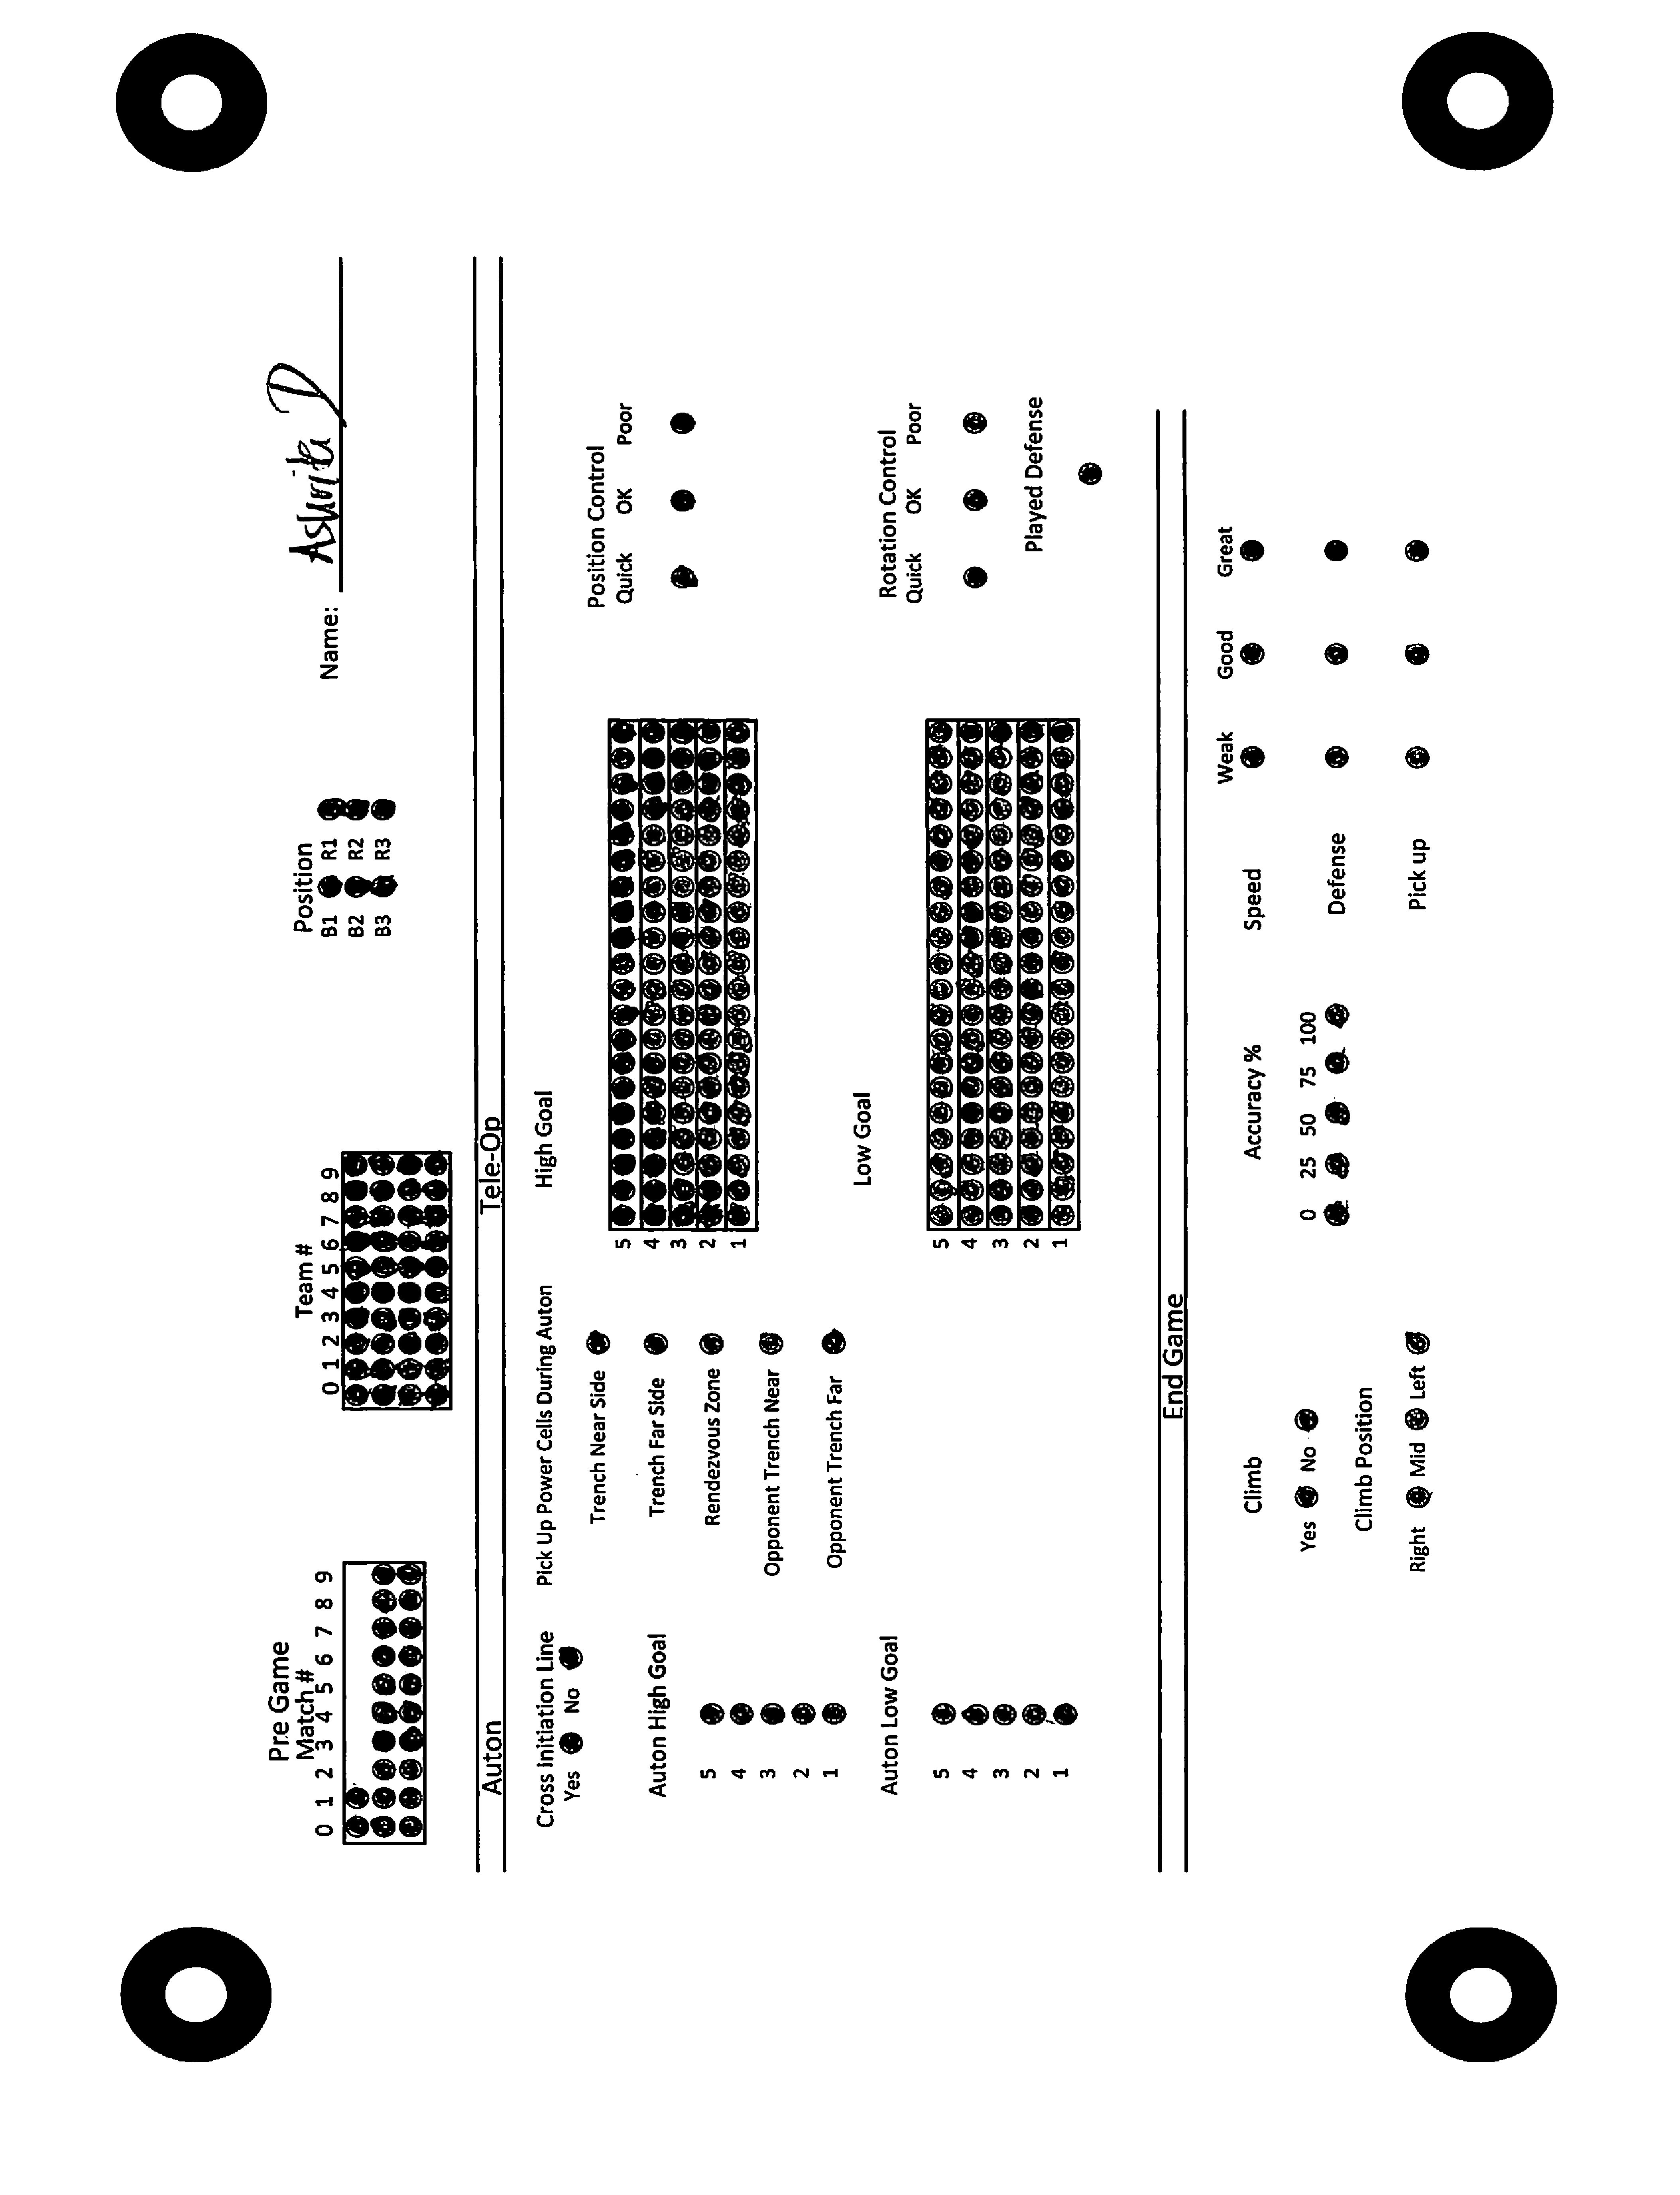 Pre Game
Match #
0 1 2 3 4 5 6 7 8 9
Team #
0 1 2 3 4 5 6 7 8 9
Position
B1 R1
B2 R2
B3 R3
Name: Ashrita D
Auton
Tele-Op
Cross Initiation Line
Yes No
Auton High Goal
5
4
3
2
1
Auton Low Goal
5
4
3
2
1
Pick Up Power Cells During Auton
Trench Near Side
Trench Far Side
Rendezvous Zone
Opponent Trench Near
Opponent Trench Far
High Goal
5
4
3
2
1
Low Goal
5
4
3
2
1
Position Control
Quick OK Poor
Rotation Control
Quick OK Poor
Played Defense
End Game
Climb
Yes No
Climb Position
Right Mid Left
Accuracy %
0 25 50 75 100
Weak Good Great
Speed
Defense
Pick up